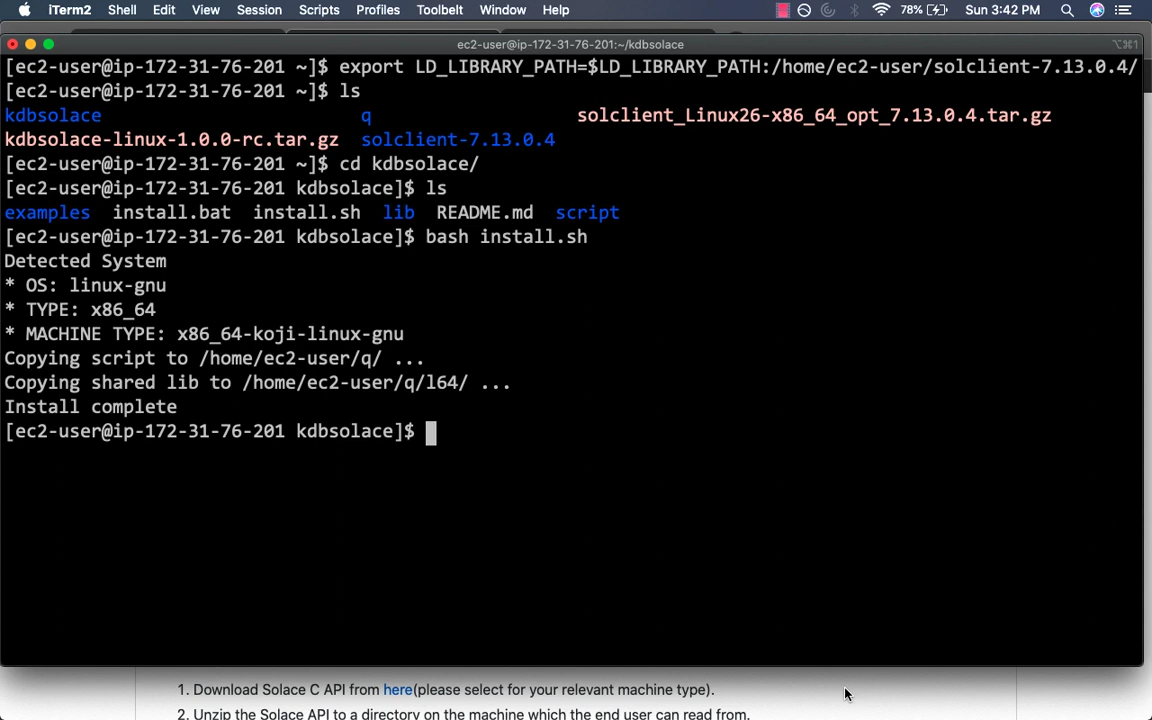 iTerm2 Shell Edit View Session Scripts Profiles Toolbelt Window Help 78% Sun 3:42 PM
ec2-user@ip-172-31-76-201:~/kdbsolace ⌥⌘1
[ec2-user@ip-172-31-76-201 ~]$ export LD_LIBRARY_PATH=$LD_LIBRARY_PATH:/home/ec2-user/solclient-7.13.0.4/
[ec2-user@ip-172-31-76-201 ~]$ ls
kdbsolace q solclient_Linux26-x86_64_opt_7.13.0.4.tar.gz
kdbsolace-linux-1.0.0-rc.tar.gz solclient-7.13.0.4
[ec2-user@ip-172-31-76-201 ~]$ cd kdbsolace/
[ec2-user@ip-172-31-76-201 kdbsolace]$ ls
examples install.bat install.sh lib README.md script
[ec2-user@ip-172-31-76-201 kdbsolace]$ bash install.sh
Detected System
* OS: linux-gnu
* TYPE: x86_64
* MACHINE TYPE: x86_64-koji-linux-gnu
Copying script to /home/ec2-user/q/ ...
Copying shared lib to /home/ec2-user/q/l64/ ...
Install complete
[ec2-user@ip-172-31-76-201 kdbsolace]$
1. Download Solace C API from here(please select for your relevant machine type).
2. Unzip the Solace API to a directory on the machine which the end user can read from.